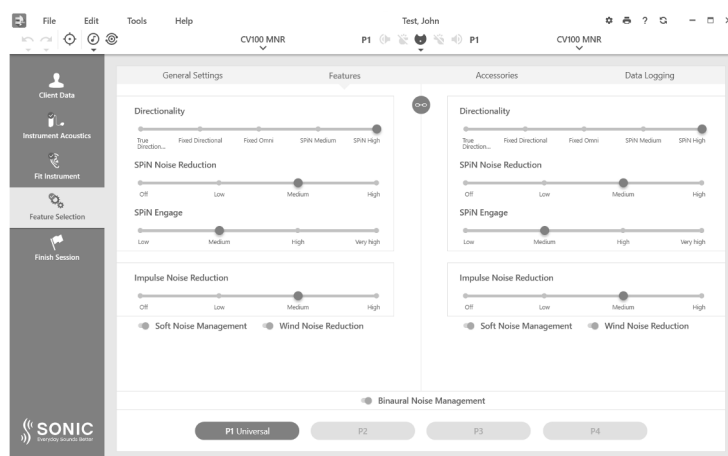 File Edit Tools Help Test, John
CV100 MNR P1 P1 CV100 MNR
Client Data
Instrument Acoustics
Fit Instrument
Feature Selection
Finish Session
General Settings Features Accessories Data Logging
Directionality
True Direction... Fixed Directional Fixed Omni SPiN Medium SPiN High
SPiN Noise Reduction
Off Low Medium High
SPiN Engage
Low Medium High Very high
Impulse Noise Reduction
Off Low Medium High
Soft Noise Management Wind Noise Reduction
Directionality
True Direction... Fixed Directional Fixed Omni SPiN Medium SPiN High
SPiN Noise Reduction
Off Low Medium High
SPiN Engage
Low Medium High Very high
Impulse Noise Reduction
Off Low Medium High
Soft Noise Management Wind Noise Reduction
Binaural Noise Management
P1 Universal P2 P3 P4
SONIC
Everyday Sounds Better